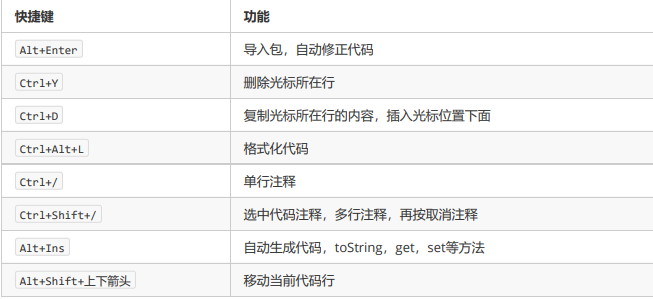 快捷键 功能
Alt+Enter 导入包，自动修正代码
Ctrl+Y 删除光标所在行
Ctrl+D 复制光标所在行的内容，插入光标位置下面
Ctrl+Alt+L 格式化代码
Ctrl+/ 单行注释
Ctrl+Shift+/ 选中代码注释，多行注释，再按取消注释
Alt+Ins 自动生成代码，toString，get，set等方法
Alt+Shift+上下箭头 移动当前代码行